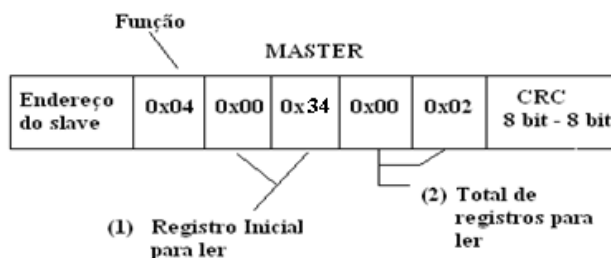 Função
MASTER
Endereço
do slave
0x04
0x00
0x34
0x00
0x02
CRC
8 bit - 8 bit
(1) Registro Inicial
para ler
(2) Total de
registros para
ler